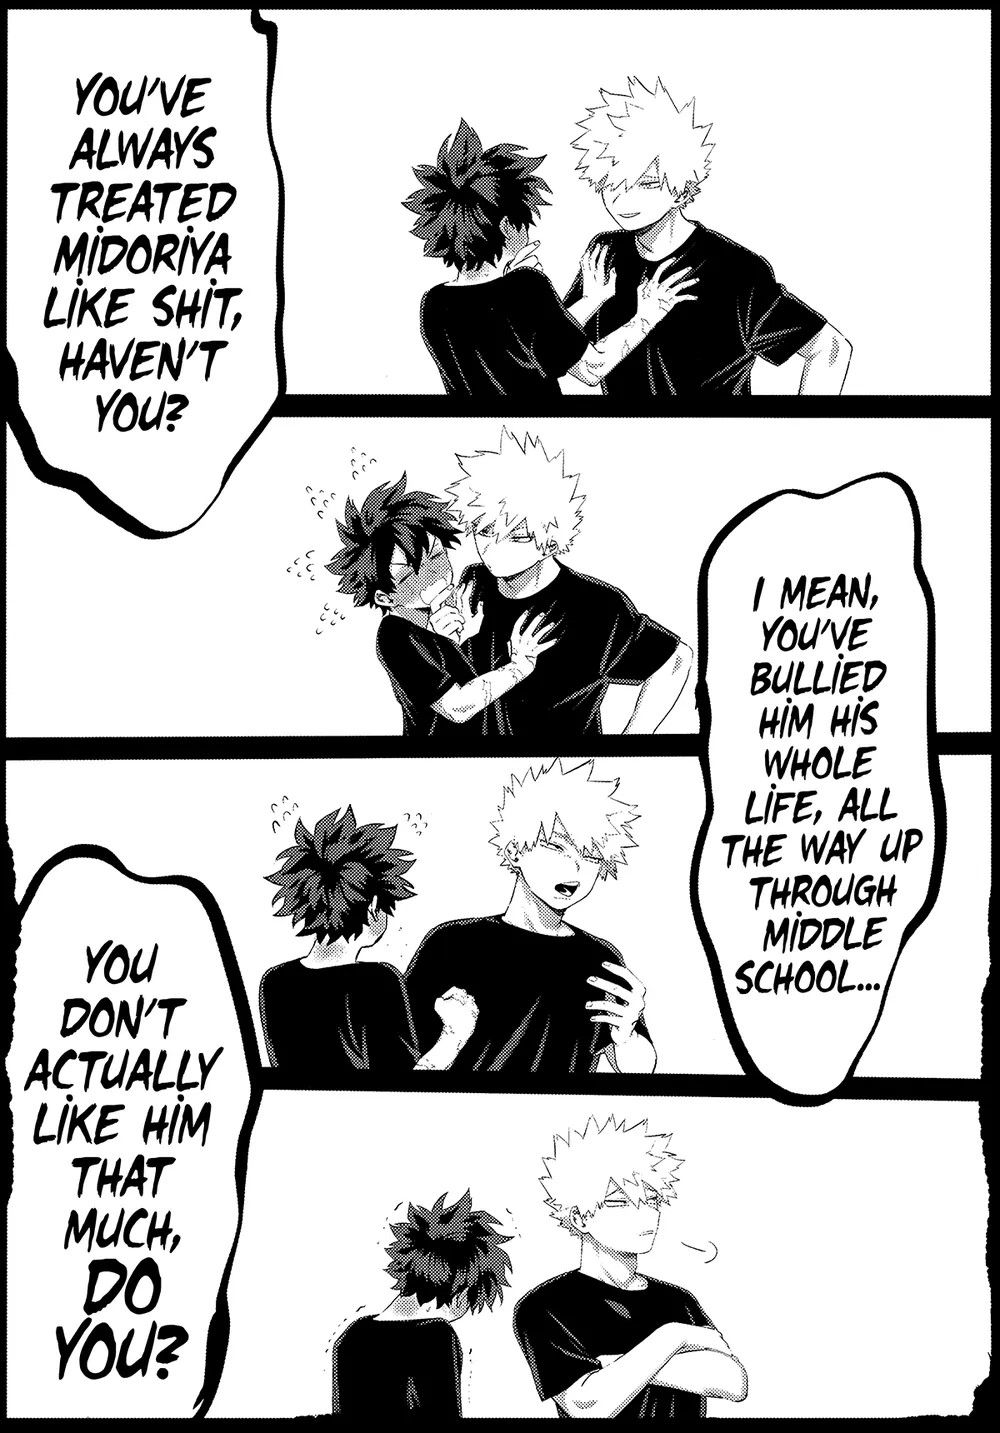 YOU'VE
ALWAYS
TREATED
MIDORIYA
LIKE SHIT,
HAVEN'T
YOU?
I MEAN,
YOU'VE
BULLIED
HIM HIS
WHOLE
LIFE, ALL
THE WAY UP
THROUGH
MIDDLE
SCHOOL...
YOU
DON'T
ACTUALLY
LIKE HIM
THAT
MUCH,
DO
YOU?